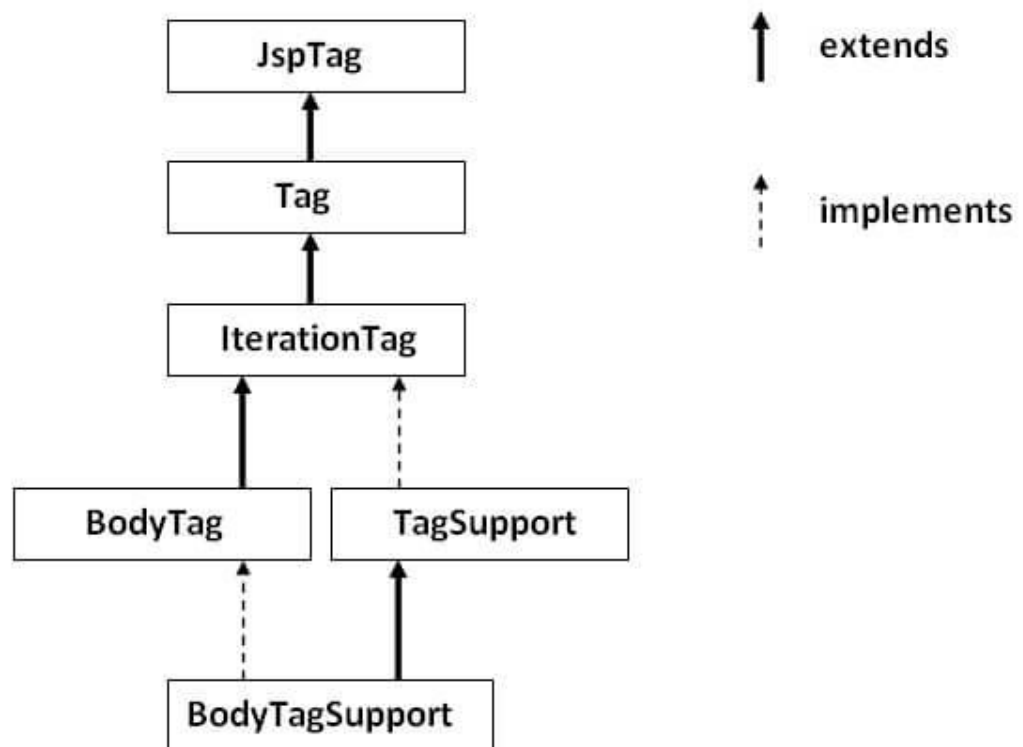 JspTag
extends
Tag
implements
IterationTag
BodyTag
TagSupport
BodyTagSupport